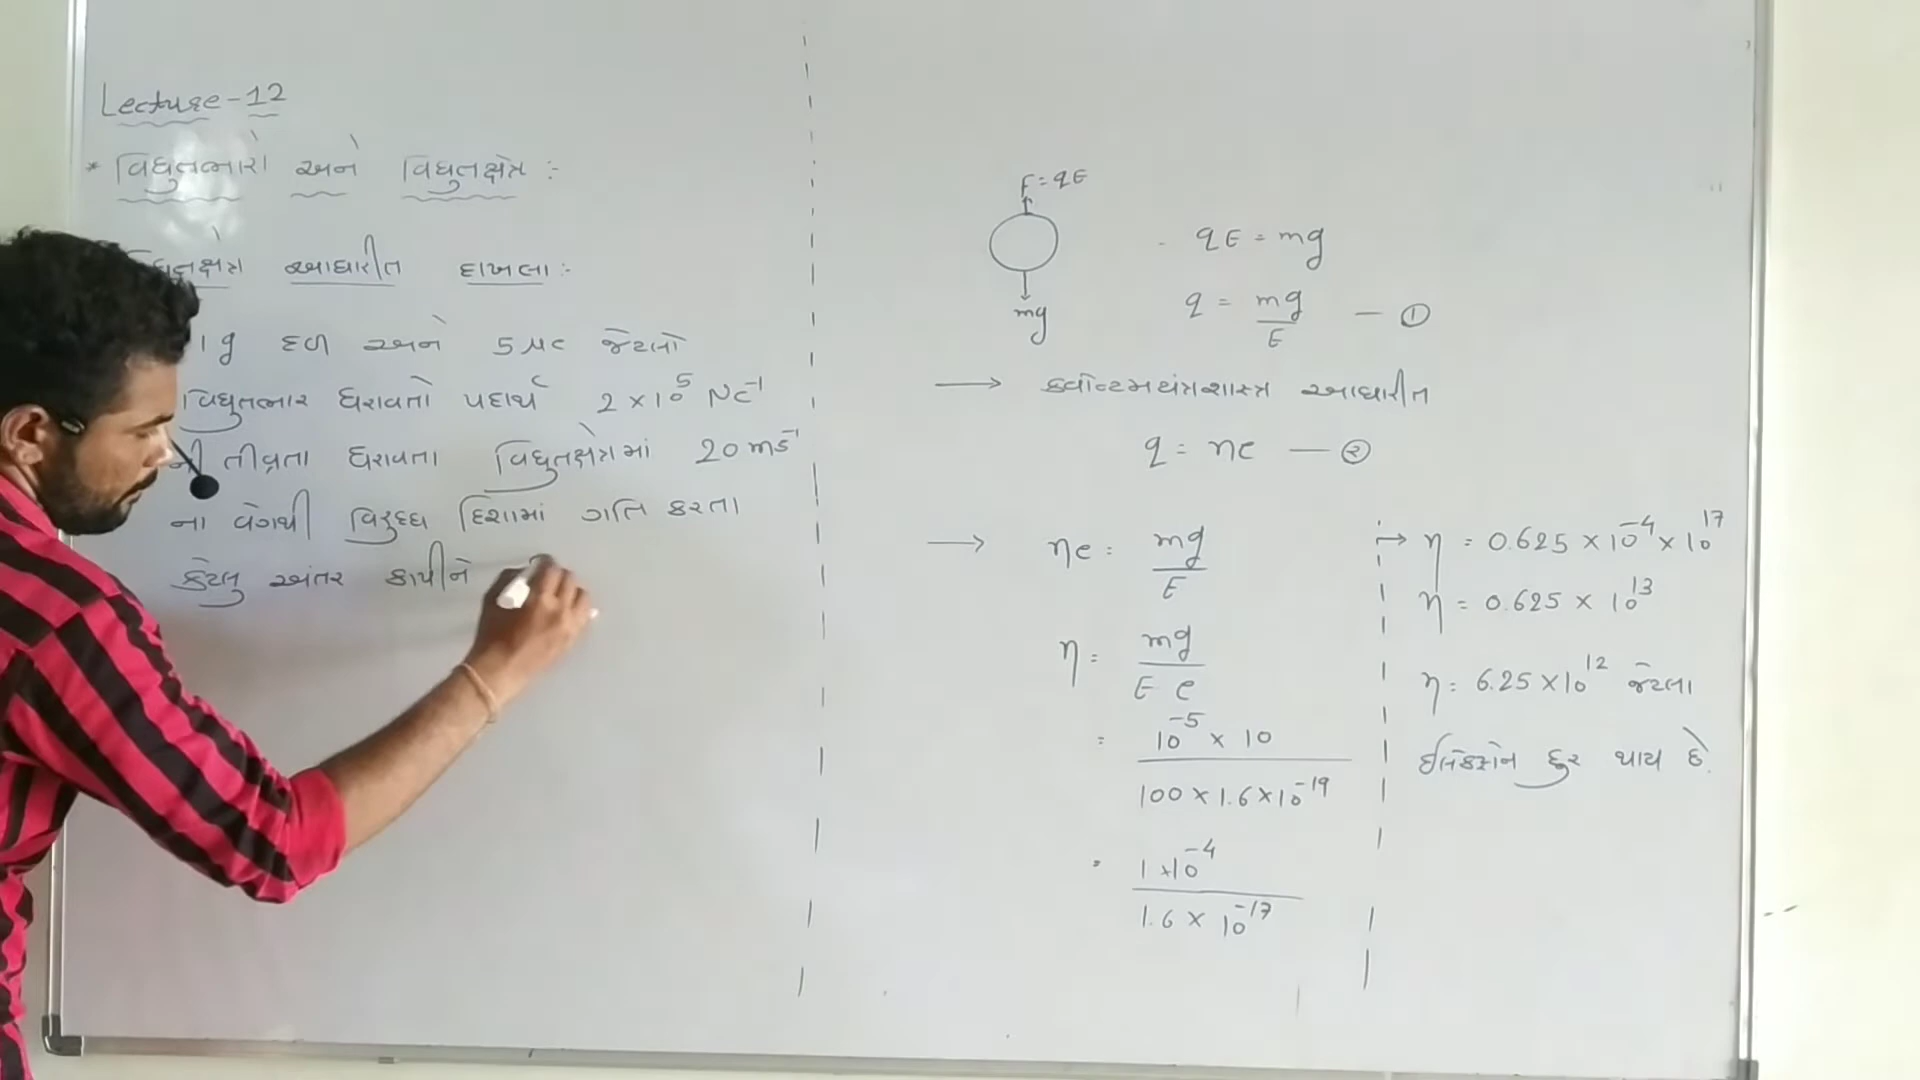 Lecture-12
* વિધુતભારો અને વિધુતક્ષેત્ર :-
આધારીત દાખલા :-
1g દળ અને 5 μc જેટલો
વિધુતભાર ધરાવતો પદાર્થ 2 × 10⁵ NC⁻¹
ની તીવ્રતા ધરાવતા વિધુતક્ષેત્રમાં 20 ms⁻¹
ના વેગથી વિરુધ્ધ દિશામાં ગતિ કરતા
કેટલુ અંતર કાપીને
F = qE
mg
qE = mg
q = mg / E — ①
→ ક્વોન્ટમયંત્રશાસ્ત્ર આધારીત
q = ne — ②
→ ne = mg / E
n = mg / E e
= 10⁻⁵ × 10 / 100 × 1.6 × 10⁻¹⁹
= 1 × 10⁻⁴ / 1.6 × 10⁻¹⁷
→ n = 0.625 × 10⁻⁴ × 10¹⁷
n = 0.625 × 10¹³
n = 6.25 × 10¹² જેટલા
ઈલેક્ટ્રોન દુર થાય છે.